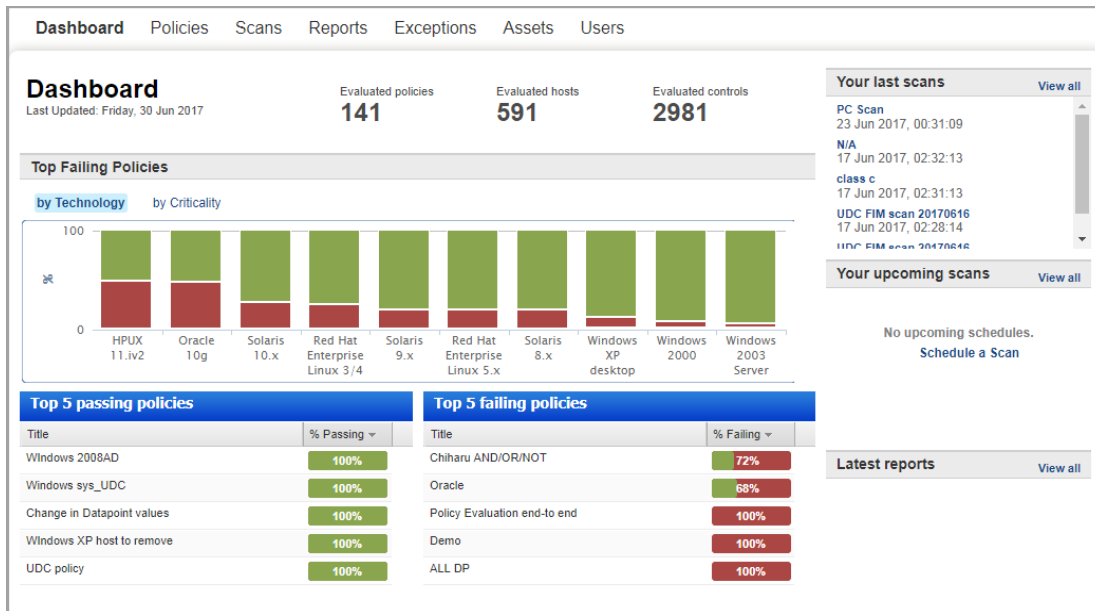 Dashboard Policies Scans Reports Exceptions Assets Users
Dashboard
Last Updated: Friday, 30 Jun 2017
Evaluated policies
141
Evaluated hosts
591
Evaluated controls
2981
Top Failing Policies
by Technology by Criticality
100
%
0
HPUX
11.iv2
Oracle
10g
Solaris
10.x
Red Hat
Enterprise
Linux 3/4
Solaris
9.x
Red Hat
Enterprise
Linux 5.x
Solaris
8.x
Windows
XP
desktop
Windows
2000
Windows
2003
Server
Top 5 passing policies
Title % Passing
WIndows 2008AD 100%
Windows sys_UDC 100%
Change in Datapoint values 100%
WIndows XP host to remove 100%
UDC policy 100%
Top 5 failing policies
Title % Failing
Chiharu AND/OR/NOT 72%
Oracle 68%
Policy Evaluation end-to end 100%
Demo 100%
ALL DP 100%
Your last scans View all
PC Scan
23 Jun 2017, 00:31:09
N/A
17 Jun 2017, 02:32:13
class c
17 Jun 2017, 02:31:13
UDC FIM scan 20170616
17 Jun 2017, 02:28:14
UDC FIM scan 20170616
Your upcoming scans View all
No upcoming schedules.
Schedule a Scan
Latest reports View all